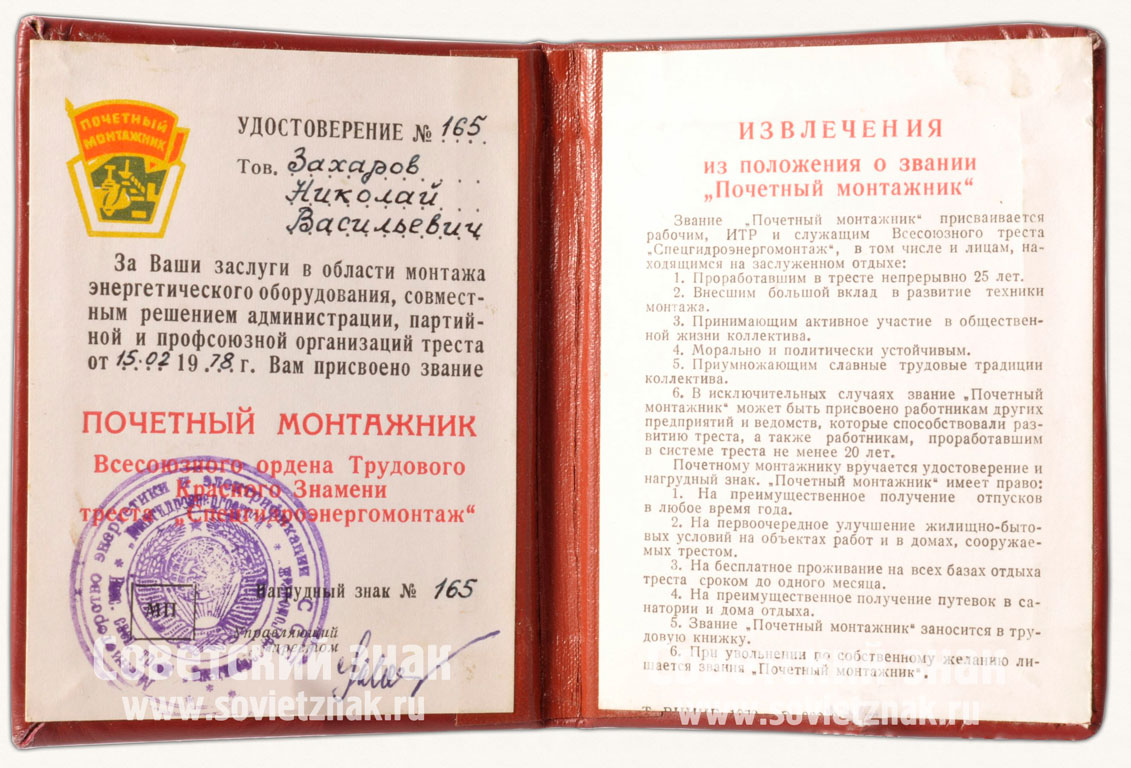 ПОЧЕТНЫЙ
МОНТАЖНИК
УДОСТОВЕРЕНИЕ № 165
Тов. Захаров
Николай
Васильевич
За Ваши заслуги в области монтажа
энергетического оборудования, совмест-
ным решением администрации, партий-
ной и профсоюзной организаций треста
от 15.02 1978. г. Вам присвоено звание
ПОЧЕТНЫЙ МОНТАЖНИК
Всесоюзного ордена Трудового
Красного Знамени
треста „Спецгидроэнергомонтаж“
Нагрудный знак № 165
МП
Управляющий
трестом
ИЗВЛЕЧЕНИЯ
из положения о звании
„Почетный монтажник“
Звание „Почетный монтажник“ присваивается
рабочим, ИТР и служащим Всесоюзного треста
„Спецгидроэнергомонтаж“, в том числе и лицам, на-
ходящимся на заслуженном отдыхе:
1. Проработавшим в тресте непрерывно 25 лет.
2. Внесшим большой вклад в развитие техники
монтажа.
3. Принимающим активное участие в обществен-
ной жизни коллектива.
4. Морально и политически устойчивым.
5. Приумножающим славные трудовые традиции
коллектива.
6. В исключительных случаях звание „Почетный
монтажник“ может быть присвоено работникам других
предприятий и ведомств, которые способствовали раз-
витию треста, а также работникам, проработавшим
в системе треста не менее 20 лет.
Почетному монтажнику вручается удостоверение и
нагрудный знак. „Почетный монтажник“ имеет право:
1. На преимущественное получение отпусков
в любое время года.
2. На первоочередное улучшение жилищно-быто-
вых условий на объектах работ и в домах, сооружае-
мых трестом.
3. На бесплатное проживание на всех базах отдыха
треста сроком до одного месяца.
4. На преимущественное получение путевок в са-
натории и дома отдыха.
5. Звание „Почетный монтажник“ заносится в тру-
довую книжку.
6. При увольнении по собственному желанию ли-
шается звания „Почетный монтажник“.
Советский знак
www.sovietznak.ru
Советский знак
www.sovietznak.ru